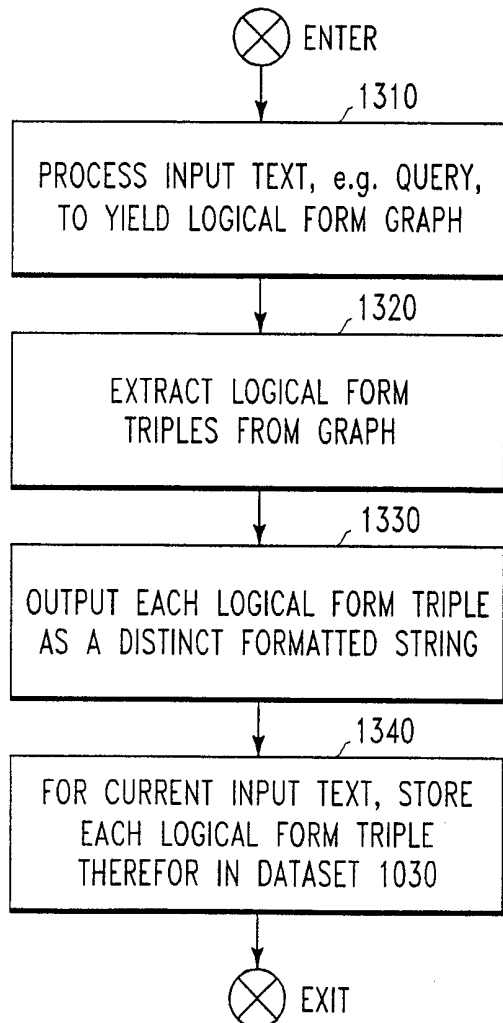 ENTER
1310
PROCESS INPUT TEXT, e.g. QUERY,
TO YIELD LOGICAL FORM GRAPH
1320
EXTRACT LOGICAL FORM
TRIPLES FROM GRAPH
1330
OUTPUT EACH LOGICAL FORM TRIPLE
AS A DISTINCT FORMATTED STRING
1340
FOR CURRENT INPUT TEXT, STORE
EACH LOGICAL FORM TRIPLE
THEREFOR IN DATASET 1030
EXIT